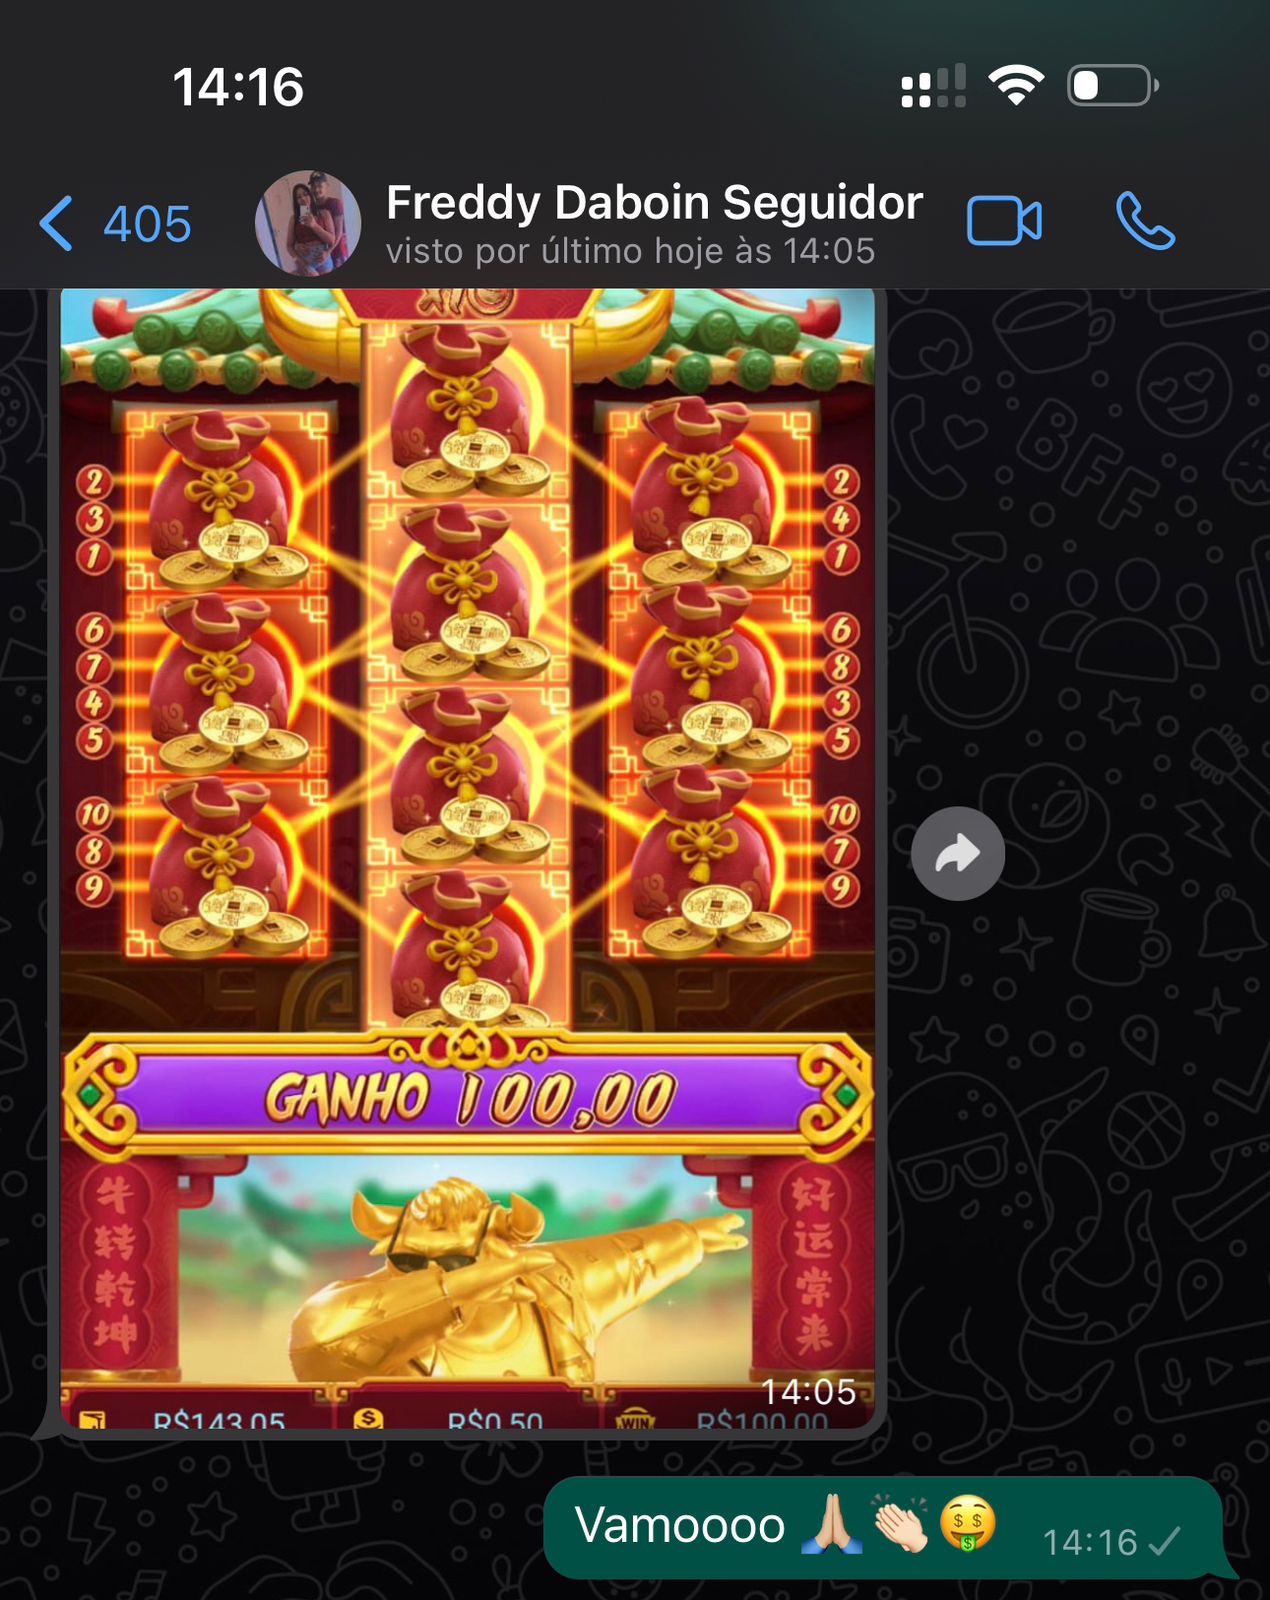 14:16
405
Freddy Daboin Seguidor
visto por último hoje às 14:05
x10
2
3
1
6
7
4
5
10
8
9
2
4
1
6
8
3
5
10
7
9
GANHO 100,00
牛转乾坤
好运常来
14:05
R$143,05
R$0,50
WIN
R$100,00
Vamoooo 🙏🏼👏🏻🤑
14:16